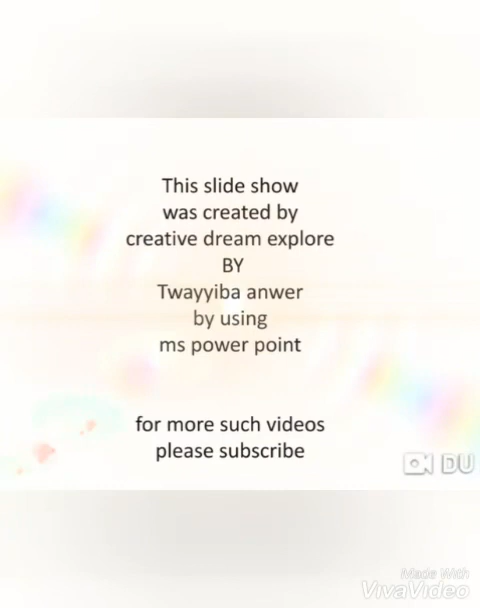 This slide show
was created by
creative dream explore
BY
Twayyiba anwer
by using
ms power point
for more such videos
please subscribe
DU
Made With
VivaVideo